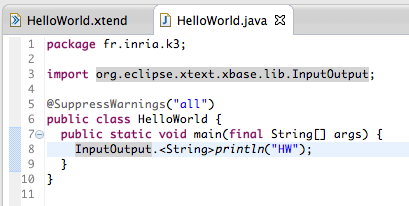 HelloWorld.xtend
HelloWorld.java
1 package fr.inria.k3;
2
3 import org.eclipse.xtext.xbase.lib.InputOutput;
4
5 @SuppressWarnings("all")
6 public class HelloWorld {
7 public static void main(final String[] args) {
8 InputOutput.<String>println("HW");
9 }
10 }
11